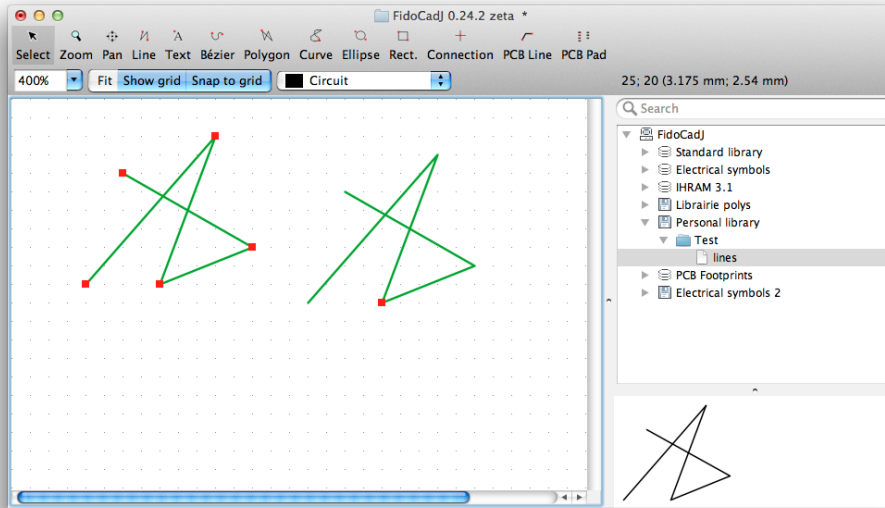 FidoCadJ 0.24.2 zeta *
Select Zoom Pan Line Text Bézier Polygon Curve Ellipse Rect. Connection PCB Line PCB Pad
400% Fit Show grid Snap to grid Circuit 25; 20 (3.175 mm; 2.54 mm)
Search
FidoCadJ
Standard library
Electrical symbols
IHRAM 3.1
Librairie polys
Personal library
Test
lines
PCB Footprints
Electrical symbols 2